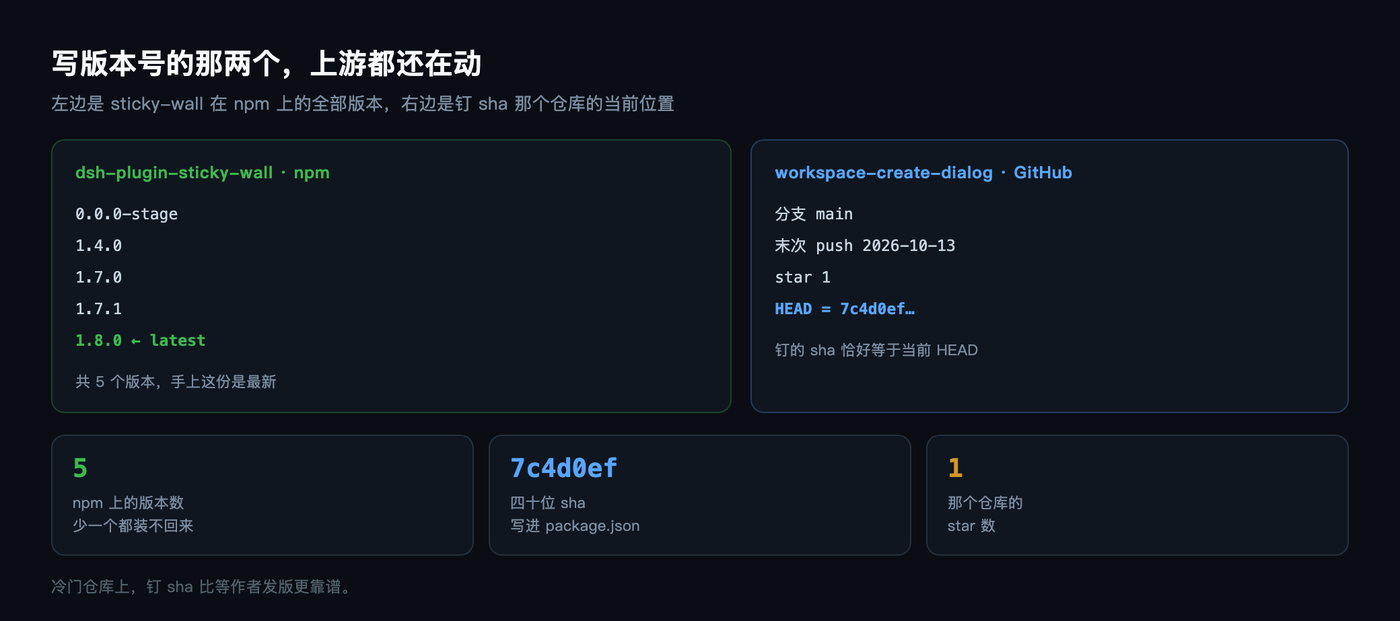 写版本号的那两个，上游都还在动
左边是 sticky-wall 在 npm 上的全部版本，右边是钉 sha 那个仓库的当前位置
dsh-plugin-sticky-wall · npm
0.0.0-stage
1.4.0
1.7.0
1.7.1
1.8.0 ← latest
共 5 个版本，手上这份是最新
workspace-create-dialog · GitHub
分支 main
末次 push 2026-10-13
star 1
HEAD = 7c4d0ef…
钉的 sha 恰好等于当前 HEAD
5
npm 上的版本数
少一个都装不回来
7c4d0ef
四十位 sha
写进 package.json
1
那个仓库的
star 数
冷门仓库上，钉 sha 比等作者发版更靠谱。